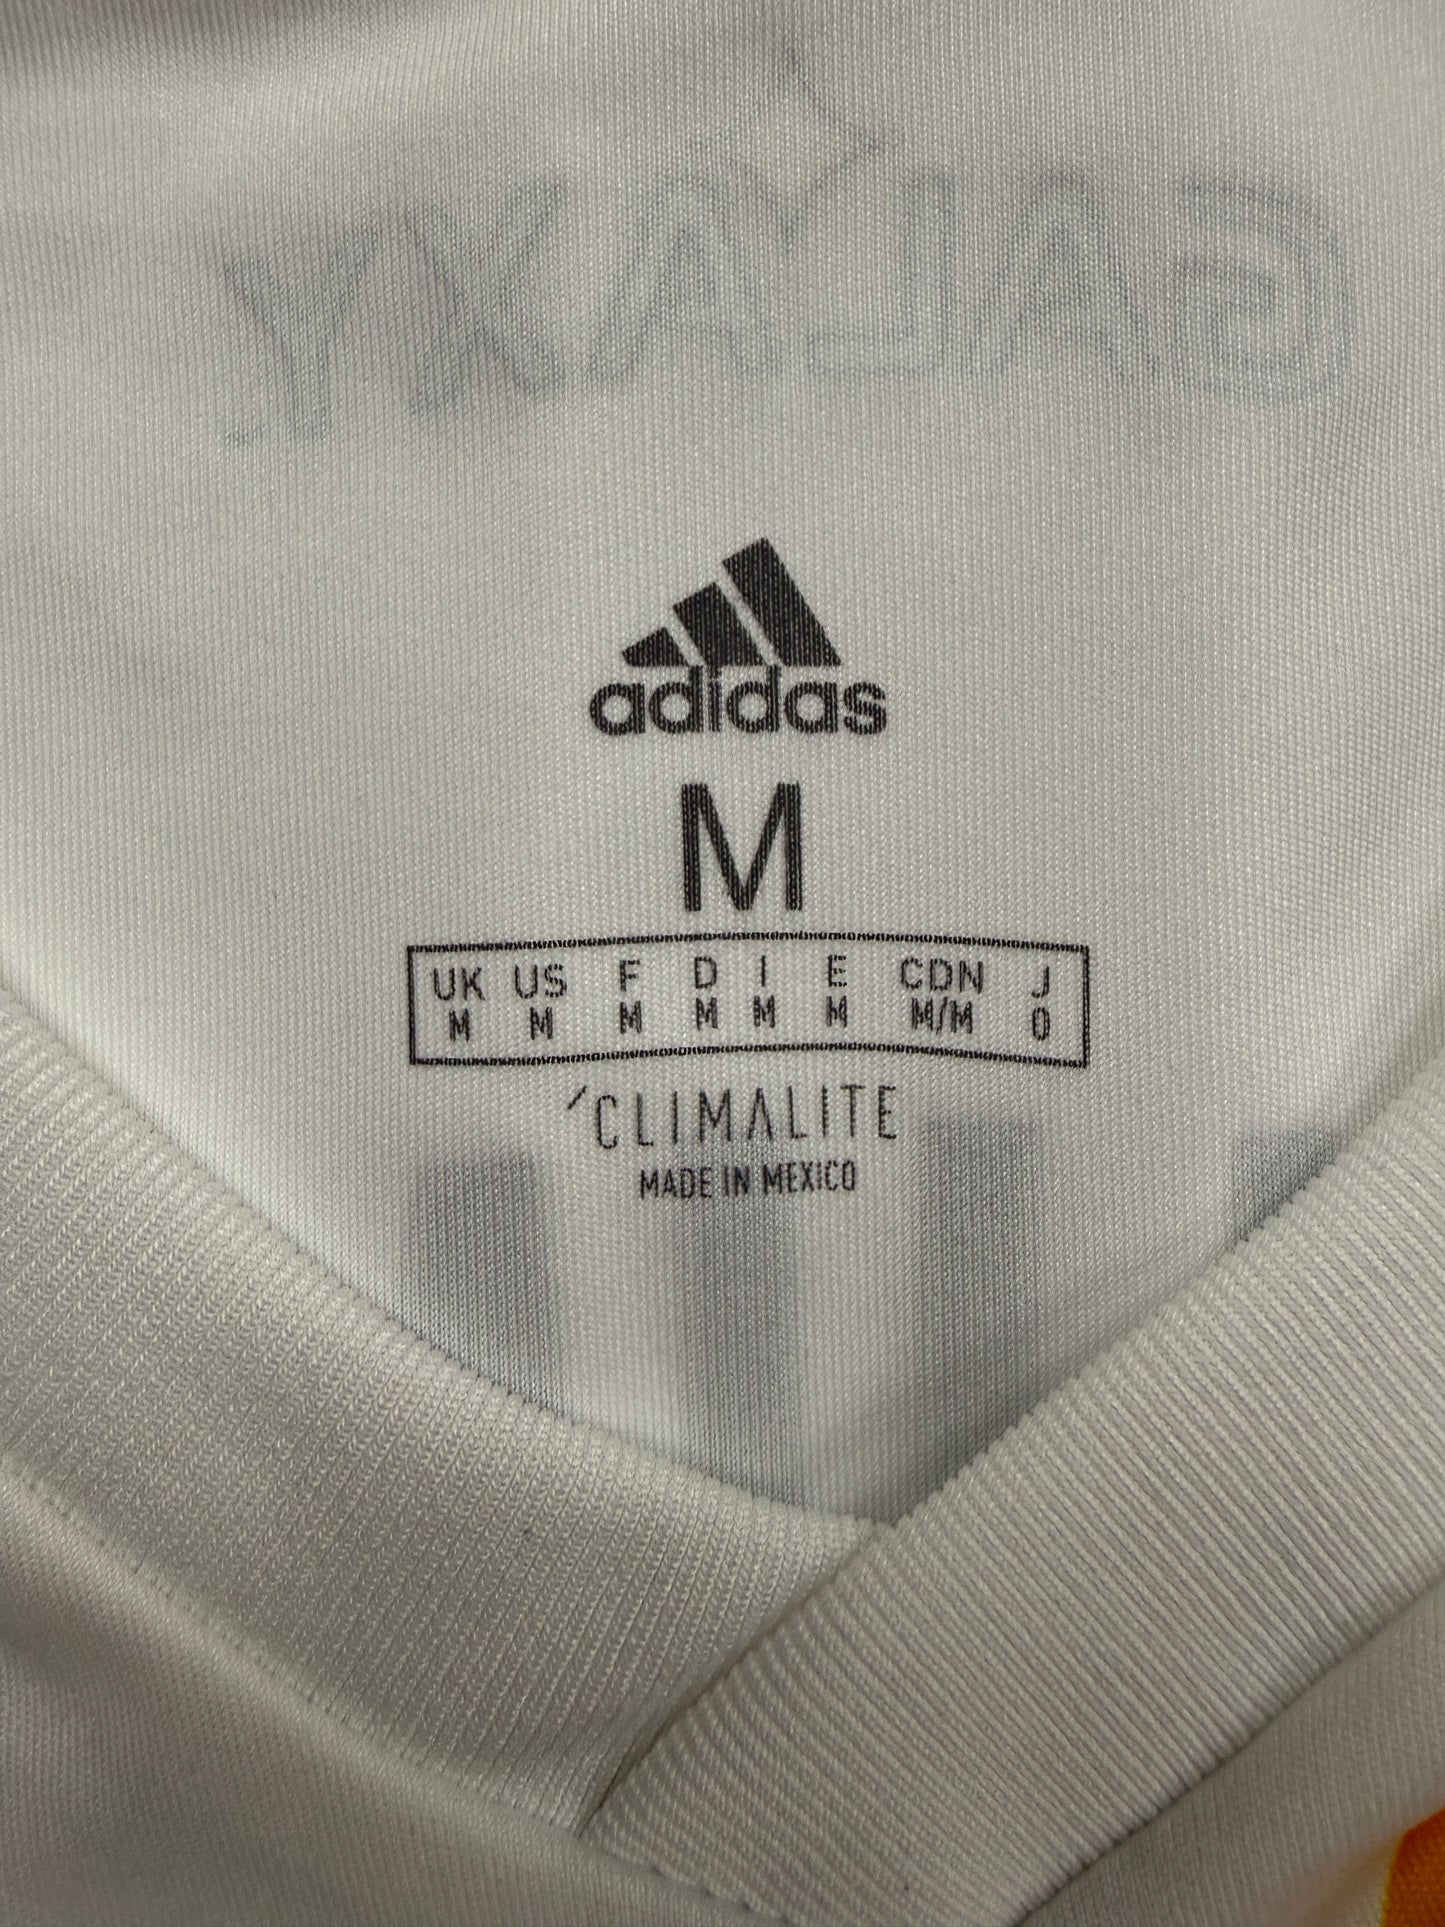 GALAXY
adidas
M
UK US F D I E CDN J
M M M M M M M/M O
CLIMALITE
MADE IN MEXICO